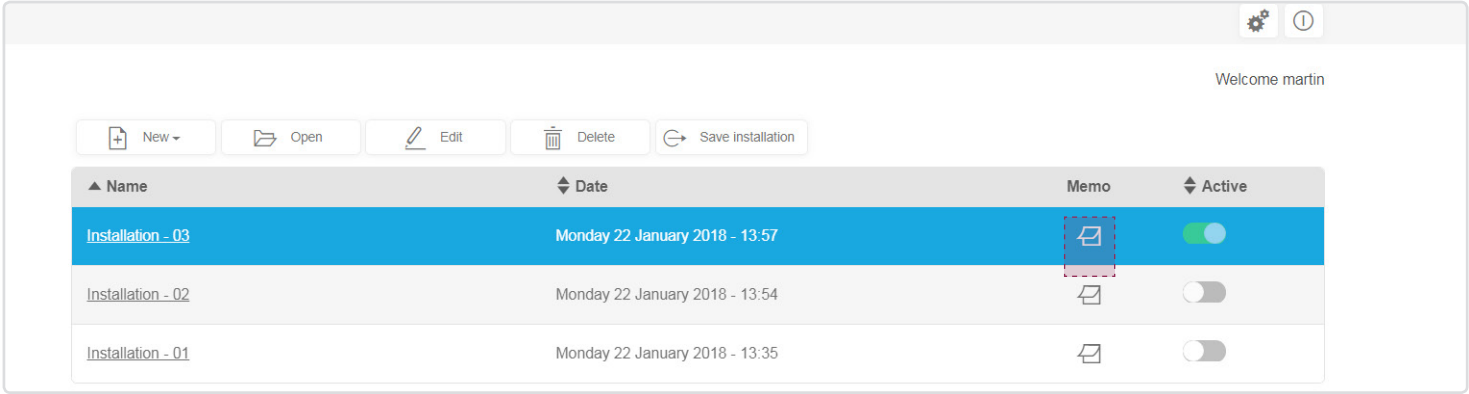 Welcome martin
New Open Edit Delete Save installation
Name Date Memo Active
Installation - 03 Monday 22 January 2018 - 13:57
Installation - 02 Monday 22 January 2018 - 13:54
Installation - 01 Monday 22 January 2018 - 13:35